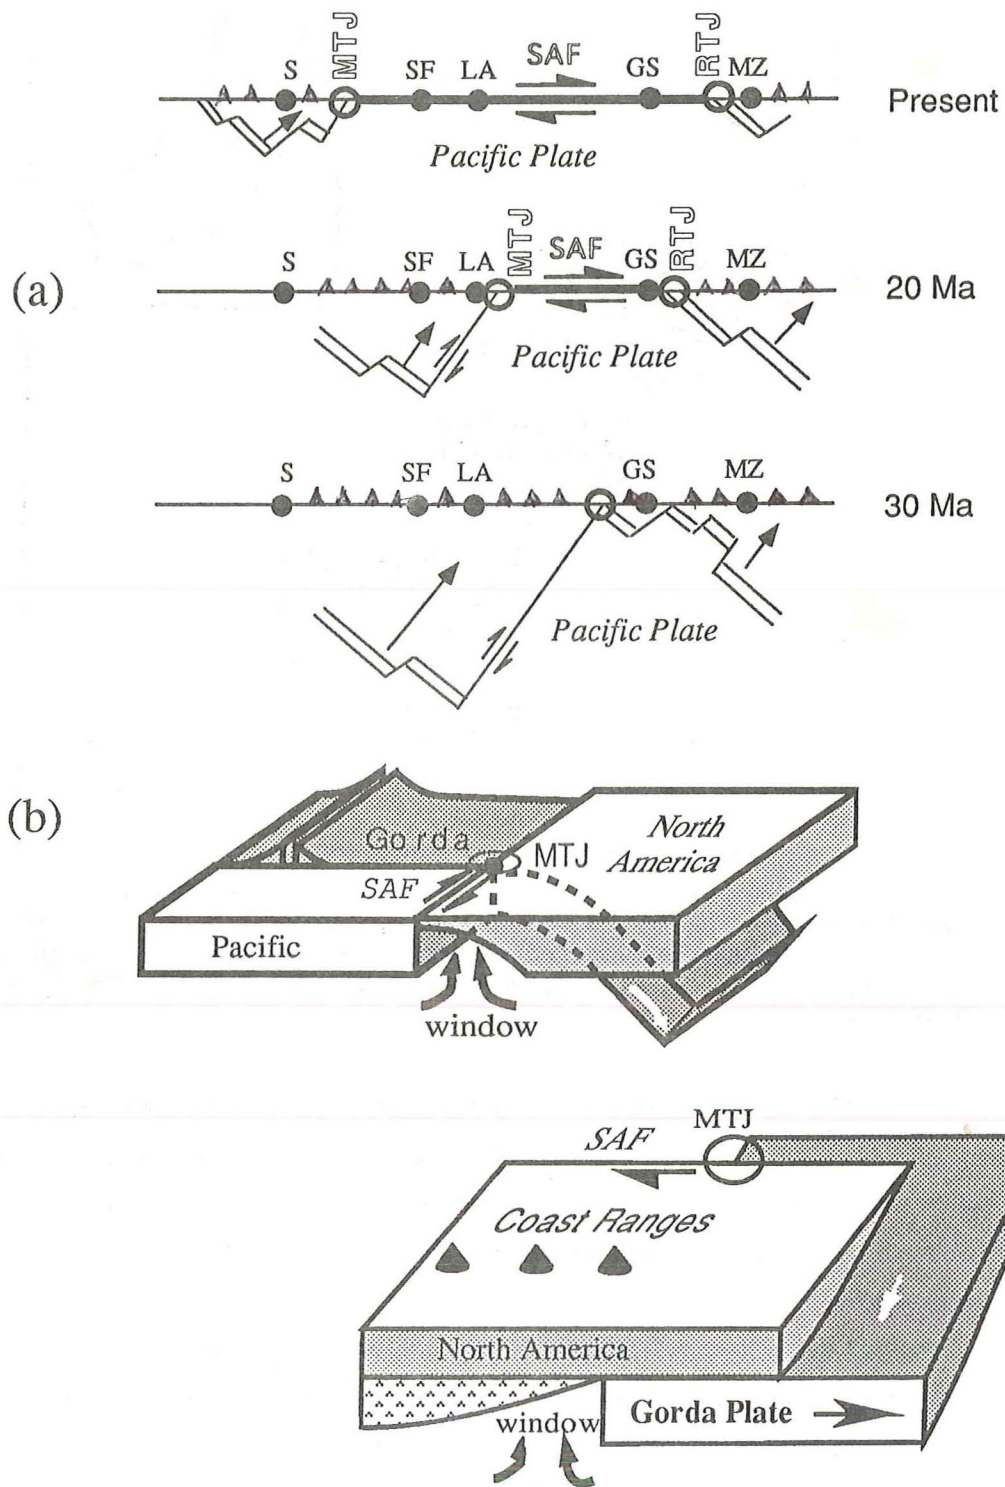 (a)
S MTJ SF LA SAF GS RTJ MZ
Present
Pacific Plate
S SF LA MTJ SAF GS RTJ MZ
20 Ma
Pacific Plate
S SF LA GS MZ
30 Ma
Pacific Plate
(b)
Gorda
MTJ
North
America
SAF
Pacific
window
MTJ
SAF
Coast Ranges
North America
window
Gorda Plate